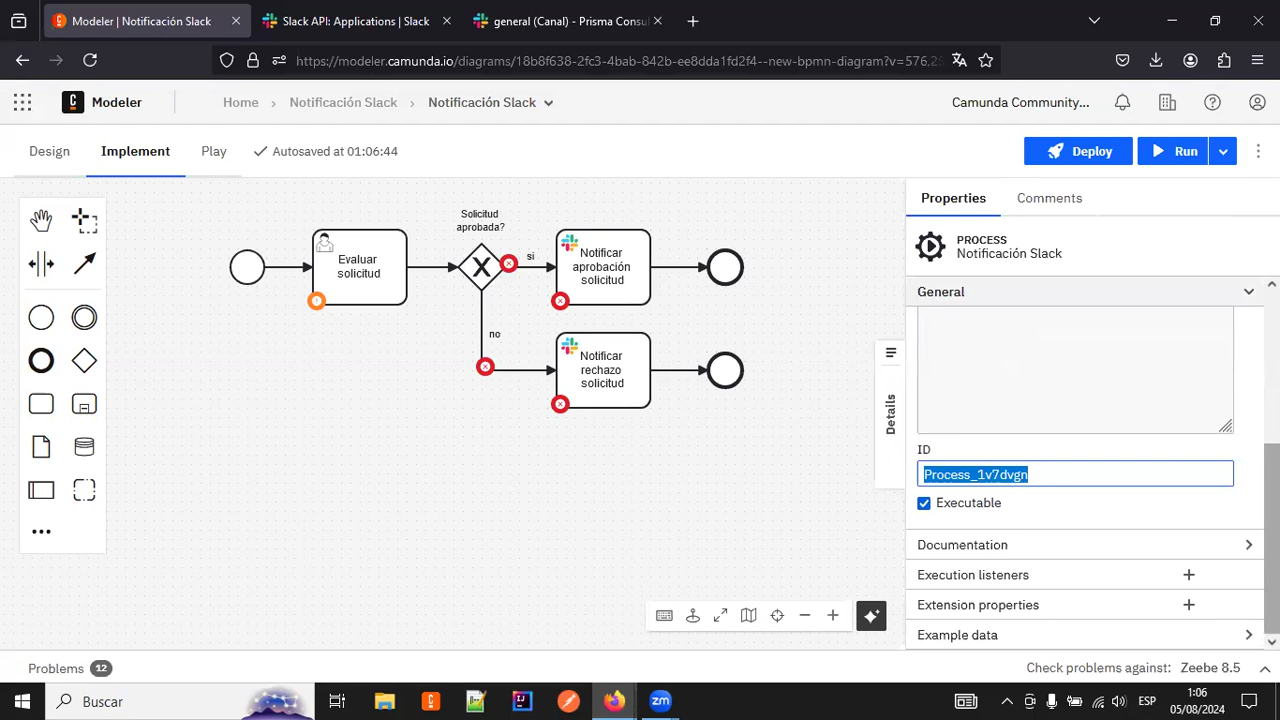 Modeler | Notificación Slack
Slack API: Applications | Slack
general (Canal) - Prisma Consul
https://modeler.camunda.io/diagrams/18b8f638-2fc3-4bab-842b-ee8dda1fd2f4--new-bpmn-diagram?v=576,25
Modeler
Home
Notificación Slack
Notificación Slack
Camunda Community...
Design
Implement
Play
Autosaved at 01:06:44
Deploy
Run
Solicitud
aprobada?
Evaluar
solicitud
si
Notificar
aprobación
solicitud
no
Notificar
rechazo
solicitud
Details
Properties
Comments
PROCESS
Notificación Slack
General
ID
Process_1v7dvgn
Executable
Documentation
Execution listeners
Extension properties
Example data
Problems 12
Check problems against: Zeebe 8.5
Buscar
ESP
1:06
05/08/2024